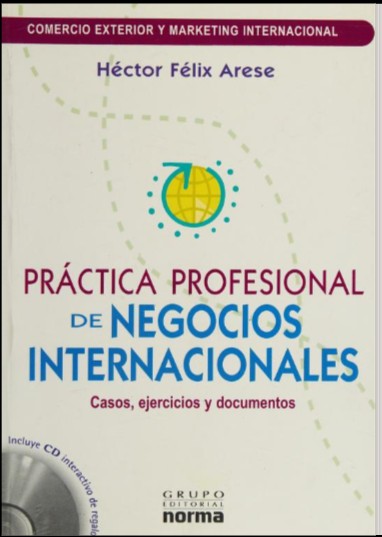 COMERCIO EXTERIOR Y MARKETING INTERNACIONAL
Héctor Félix Arese
PRÁCTICA PROFESIONAL
DE NEGOCIOS
INTERNACIONALES
Casos, ejercicios y documentos
Incluye CD interactivo de regalo
GRUPO
EDITORIAL
norma